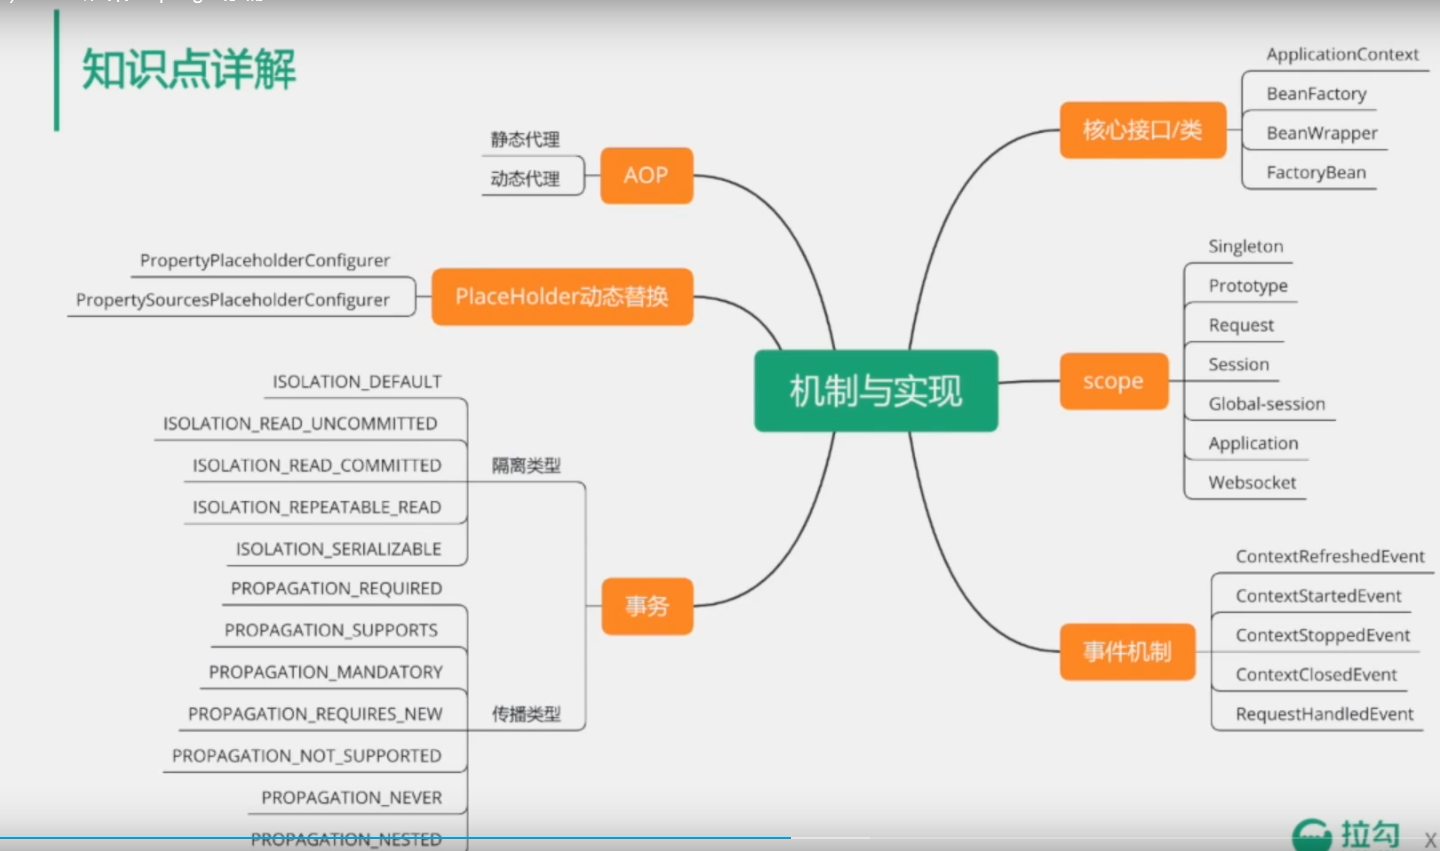 知识点详解
静态代理
动态代理
AOP
PropertyPlaceholderConfigurer
PropertySourcesPlaceholderConfigurer
PlaceHolder动态替换
ISOLATION_DEFAULT
ISOLATION_READ_UNCOMMITTED
ISOLATION_READ_COMMITTED
ISOLATION_REPEATABLE_READ
ISOLATION_SERIALIZABLE
隔离类型
PROPAGATION_REQUIRED
PROPAGATION_SUPPORTS
PROPAGATION_MANDATORY
PROPAGATION_REQUIRES_NEW
PROPAGATION_NOT_SUPPORTED
PROPAGATION_NEVER
PROPAGATION_NESTED
传播类型
事务
机制与实现
核心接口/类
ApplicationContext
BeanFactory
BeanWrapper
FactoryBean
scope
Singleton
Prototype
Request
Session
Global-session
Application
Websocket
事件机制
ContextRefreshedEvent
ContextStartedEvent
ContextStoppedEvent
ContextClosedEvent
RequestHandledEvent
拉勾
X